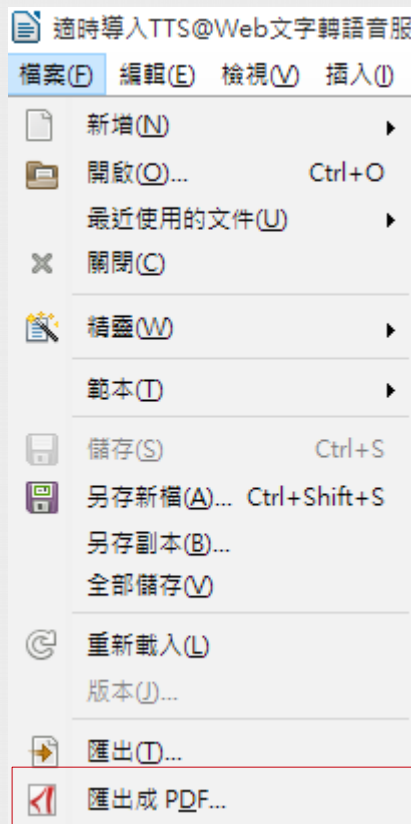 適時導入TTS@Web文字轉語音服
檔案(F) 編輯(E) 檢視(V) 插入(I)
新增(N)
開啟(O)... Ctrl+O
最近使用的文件(U)
關閉(C)
精靈(W)
範本(T)
儲存(S) Ctrl+S
另存新檔(A)... Ctrl+Shift+S
另存副本(B)...
全部儲存(V)
重新載入(L)
版本(J)...
匯出(T)...
匯出成 PDF...